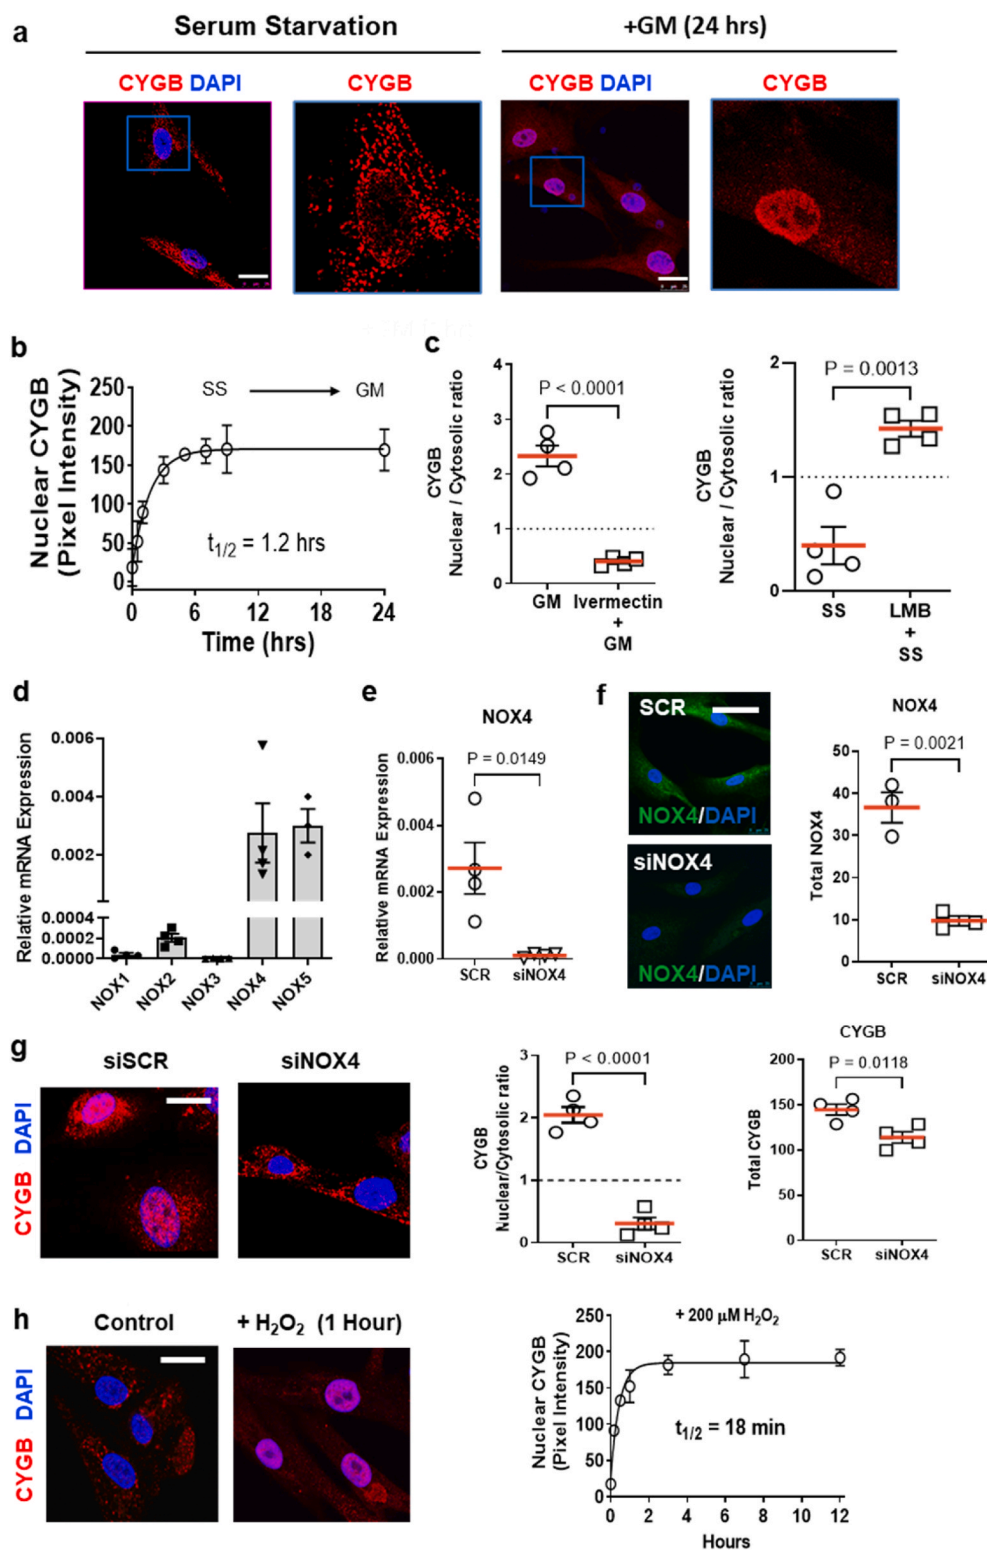 a
Serum Starvation
+GM (24 hrs)
CYGB DAPI
CYGB
CYGB DAPI
CYGB
b
Nuclear CYGB
(Pixel Intensity)
250
200
150
100
50
0
SS
GM
t1/2 = 1.2 hrs
0
6
12
18
24
Time (hrs)
c
CYGB
Nuclear / Cytosolic ratio
4
3
2
1
0
P < 0.0001
GM
Ivermectin
+
GM
CYGB
Nuclear / Cytosolic ratio
2
1
0
P = 0.0013
SS
LMB
+
SS
d
Relative mRNA Expression
0.006
0.004
0.002
0.0004
0.0002
0.0000
NOX1
NOX2
NOX3
NOX4
NOX5
e
NOX4
Relative mRNA Expression
0.006
0.004
0.002
0.000
P = 0.0149
SCR
siNOX4
f
SCR
NOX4/DAPI
siNOX4
NOX4/DAPI
NOX4
Total NOX4
50
40
30
20
10
0
P = 0.0021
SCR
siNOX4
g
siSCR
siNOX4
CYGB DAPI
CYGB
Nuclear/Cytosolic ratio
3
2
1
0
P < 0.0001
SCR
siNOX4
CYGB
Total CYGB
200
150
100
50
0
P = 0.0118
SCR
siNOX4
h
Control
+ H2O2 (1 Hour)
CYGB DAPI
Nuclear CYGB
(Pixel Intensity)
250
200
150
100
50
0
+ 200 µM H2O2
t1/2 = 18 min
0
2
4
6
8
10
12
Hours